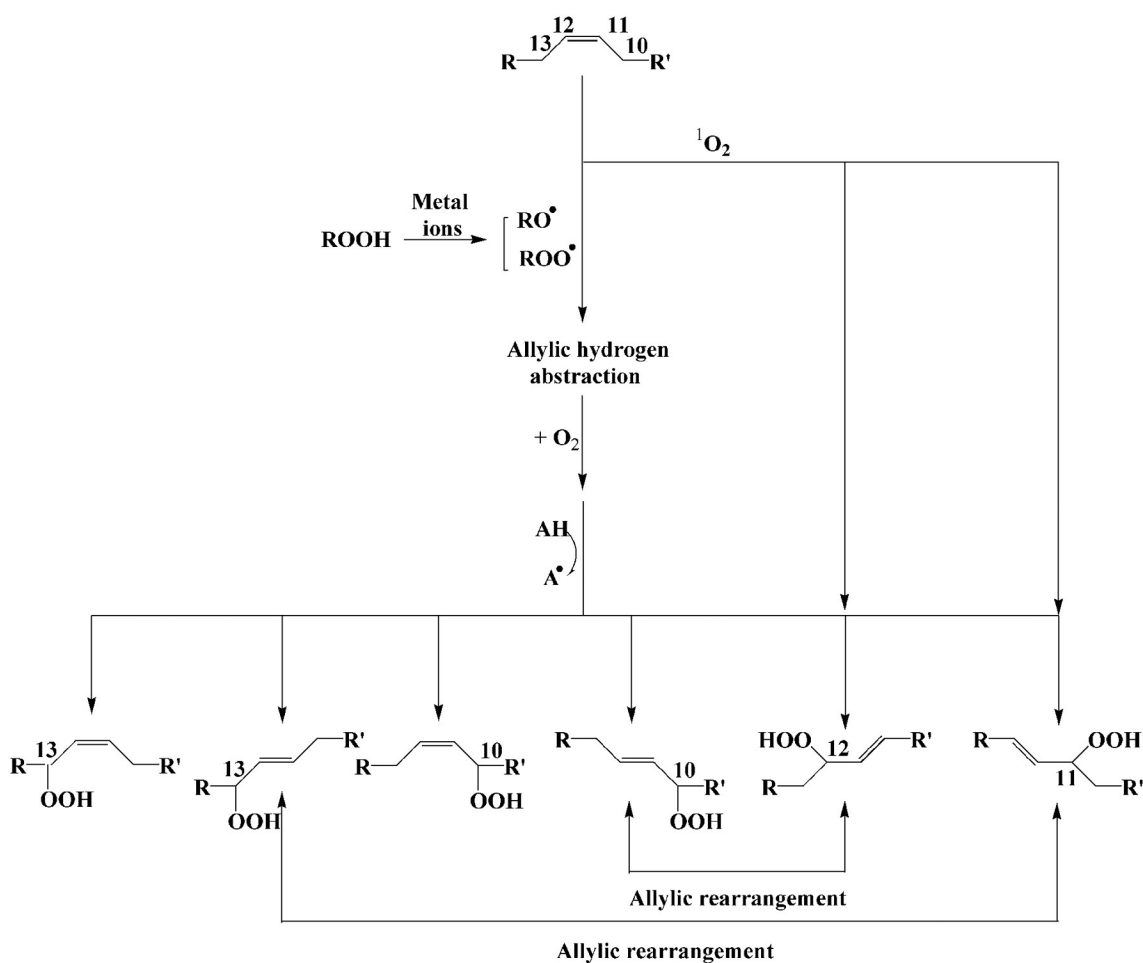 12 11
13 10
R R'
¹O₂
Metal
ions
ROOH
RO•
ROO•
Allylic hydrogen
abstraction
+ O₂
AH
A•
13
R R'
OOH
R'
13
R
OOH
10
R R'
OOH
R
10
R'
OOH
HOO 12 R'
R
R OOH
11
R'
Allylic rearrangement
Allylic rearrangement